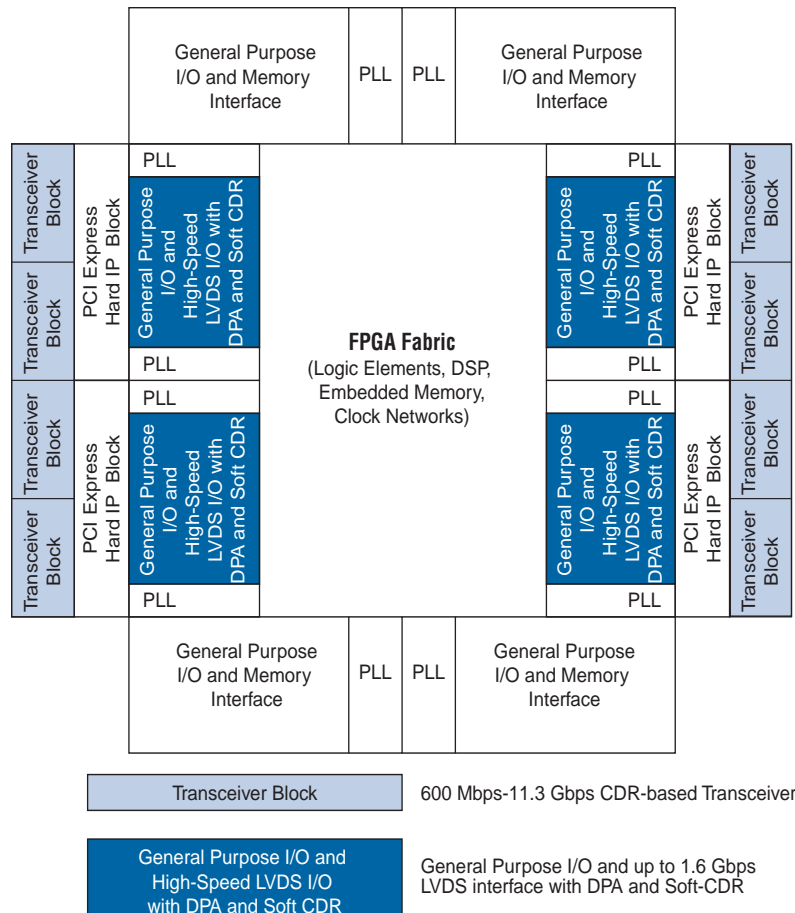 General Purpose
I/O and Memory
Interface
PLL
PLL
General Purpose
I/O and Memory
Interface
Transceiver
Block
Transceiver
Block
PCI Express
Hard IP Block
PLL
General Purpose
I/O and
High-Speed
LVDS I/O with
DPA and Soft CDR
PLL
FPGA Fabric
(Logic Elements, DSP,
Embedded Memory,
Clock Networks)
PLL
General Purpose
I/O and
High-Speed
LVDS I/O with
DPA and Soft CDR
PLL
PCI Express
Hard IP Block
Transceiver
Block
Transceiver
Block
Transceiver
Block
Transceiver
Block
PCI Express
Hard IP Block
PLL
General Purpose
I/O and
High-Speed
LVDS I/O with
DPA and Soft CDR
PLL
PLL
General Purpose
I/O and
High-Speed
LVDS I/O with
DPA and Soft CDR
PLL
PCI Express
Hard IP Block
Transceiver
Block
Transceiver
Block
General Purpose
I/O and Memory
Interface
PLL
PLL
General Purpose
I/O and Memory
Interface
Transceiver Block
600 Mbps-11.3 Gbps CDR-based Transceiver
General Purpose I/O and
High-Speed LVDS I/O
with DPA and Soft CDR
General Purpose I/O and up to 1.6 Gbps
LVDS interface with DPA and Soft-CDR